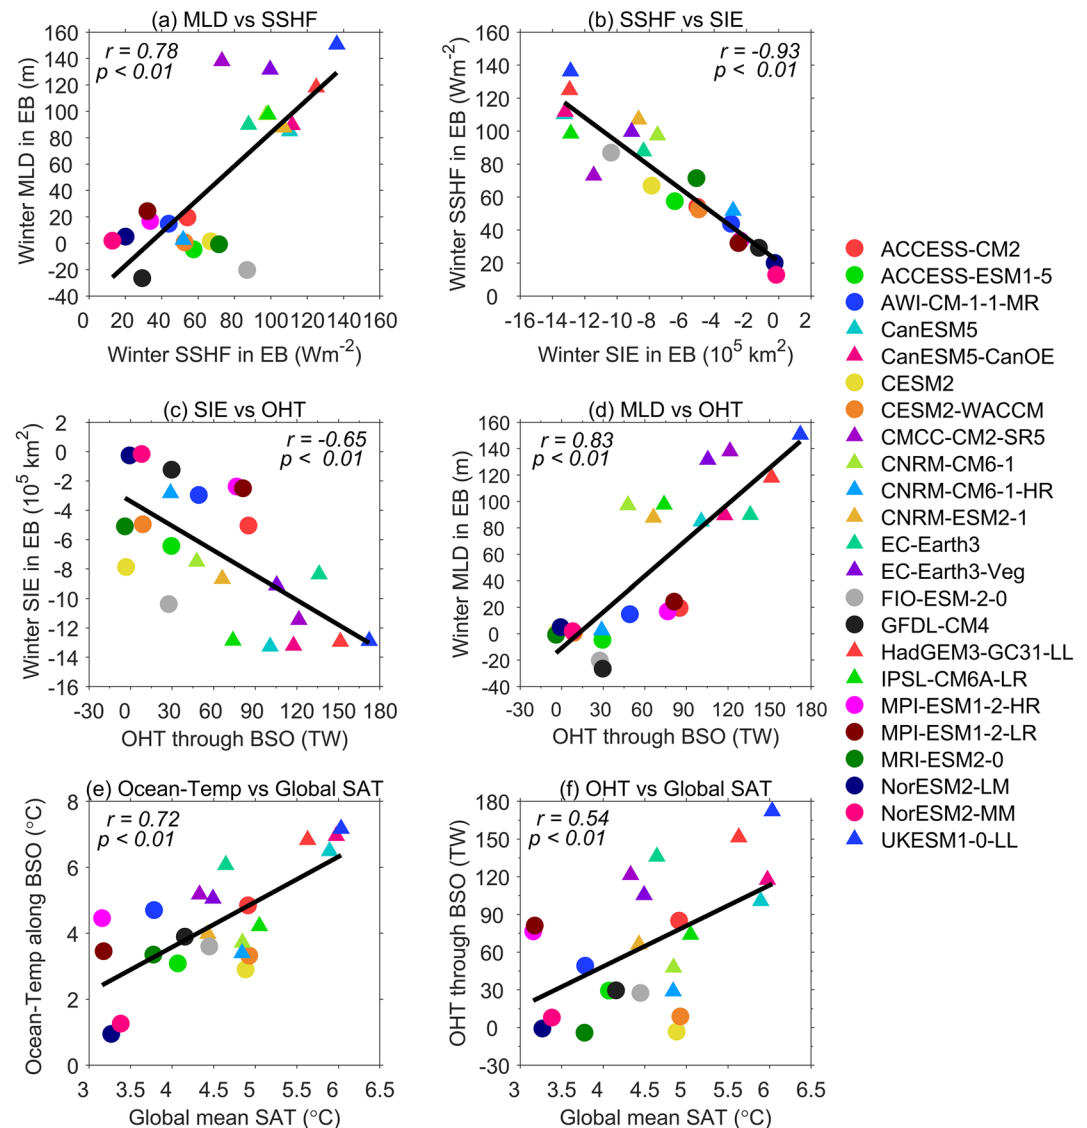 (a) MLD vs SSHF
r = 0.78
p < 0.01
Winter MLD in EB (m)
160
140
120
100
80
60
40
20
0
-20
-40
0 20 40 60 80 100 120 140 160
Winter SSHF in EB (Wm-2)
(b) SSHF vs SIE
r = -0.93
p < 0.01
Winter SSHF in EB (Wm-2)
160
140
120
100
80
60
40
20
0
-16 -14 -12 -10 -8 -6 -4 -2 0 2
Winter SIE in EB (10^5 km^2)
(c) SIE vs OHT
r = -0.65
p < 0.01
Winter SIE in EB (10^5 km^2)
2
0
-2
-4
-6
-8
-10
-12
-14
-16
-30 0 30 60 90 120 150 180
OHT through BSO (TW)
(d) MLD vs OHT
r = 0.83
p < 0.01
Winter MLD in EB (m)
160
140
120
100
80
60
40
20
0
-20
-40
-30 0 30 60 90 120 150 180
OHT through BSO (TW)
(e) Ocean-Temp vs Global SAT
r = 0.72
p < 0.01
Ocean-Temp along BSO (°C)
8
6
4
2
0
3 3.5 4 4.5 5 5.5 6 6.5
Global mean SAT (°C)
(f) OHT vs Global SAT
r = 0.54
p < 0.01
OHT through BSO (TW)
180
150
120
90
60
30
0
-30
3 3.5 4 4.5 5 5.5 6 6.5
Global mean SAT (°C)
ACCESS-CM2
ACCESS-ESM1-5
AWI-CM-1-1-MR
CanESM5
CanESM5-CanOE
CESM2
CESM2-WACCM
CMCC-CM2-SR5
CNRM-CM6-1
CNRM-CM6-1-HR
CNRM-ESM2-1
EC-Earth3
EC-Earth3-Veg
FIO-ESM-2-0
GFDL-CM4
HadGEM3-GC31-LL
IPSL-CM6A-LR
MPI-ESM1-2-HR
MPI-ESM1-2-LR
MRI-ESM2-0
NorESM2-LM
NorESM2-MM
UKESM1-0-LL